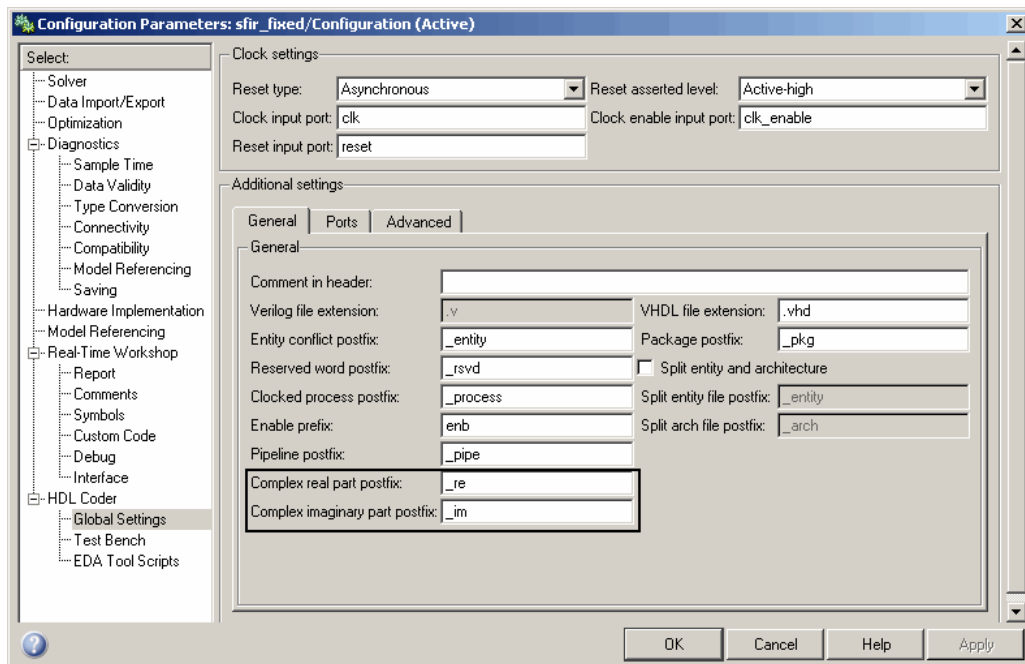 Configuration Parameters: sfir_fixed/Configuration (Active)
Select:
Solver
Data Import/Export
Optimization
Diagnostics
Sample Time
Data Validity
Type Conversion
Connectivity
Compatibility
Model Referencing
Saving
Hardware Implementation
Model Referencing
Real-Time Workshop
Report
Comments
Symbols
Custom Code
Debug
Interface
HDL Coder
Global Settings
Test Bench
EDA Tool Scripts
Clock settings
Reset type: Asynchronous Reset asserted level: Active-high
Clock input port: clk Clock enable input port: clk_enable
Reset input port: reset
Additional settings
General Ports Advanced
General
Comment in header:
Verilog file extension: .v VHDL file extension: .vhd
Entity conflict postfix: _entity Package postfix: _pkg
Reserved word postfix: _rsvd Split entity and architecture
Clocked process postfix: _process Split entity file postfix: _entity
Enable prefix: enb Split arch file postfix: _arch
Pipeline postfix: _pipe
Complex real part postfix: _re
Complex imaginary part postfix: _im
OK Cancel Help Apply